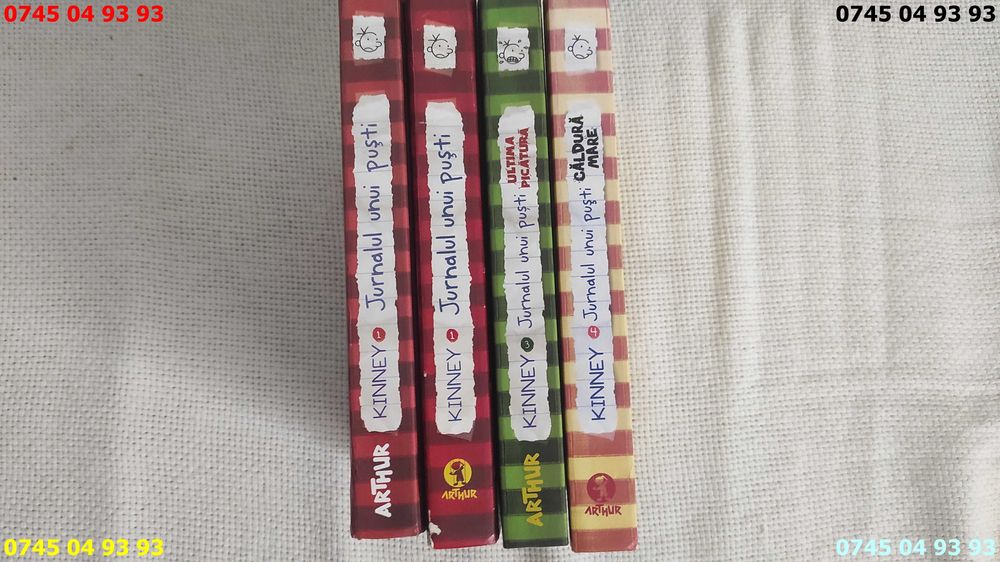 0745 04 93 93
0745 04 93 93
ARTHUR KINNEY 1 Jurnalul unui puști
ARTHUR KINNEY 1 Jurnalul unui puști
ARTHUR KINNEY 3 Jurnalul unui puști ULTIMA
PICĂTURĂ
ARTHUR KINNEY 4 Jurnalul unui puști CĂLDURĂ
MARE
0745 04 93 93
0745 04 93 93